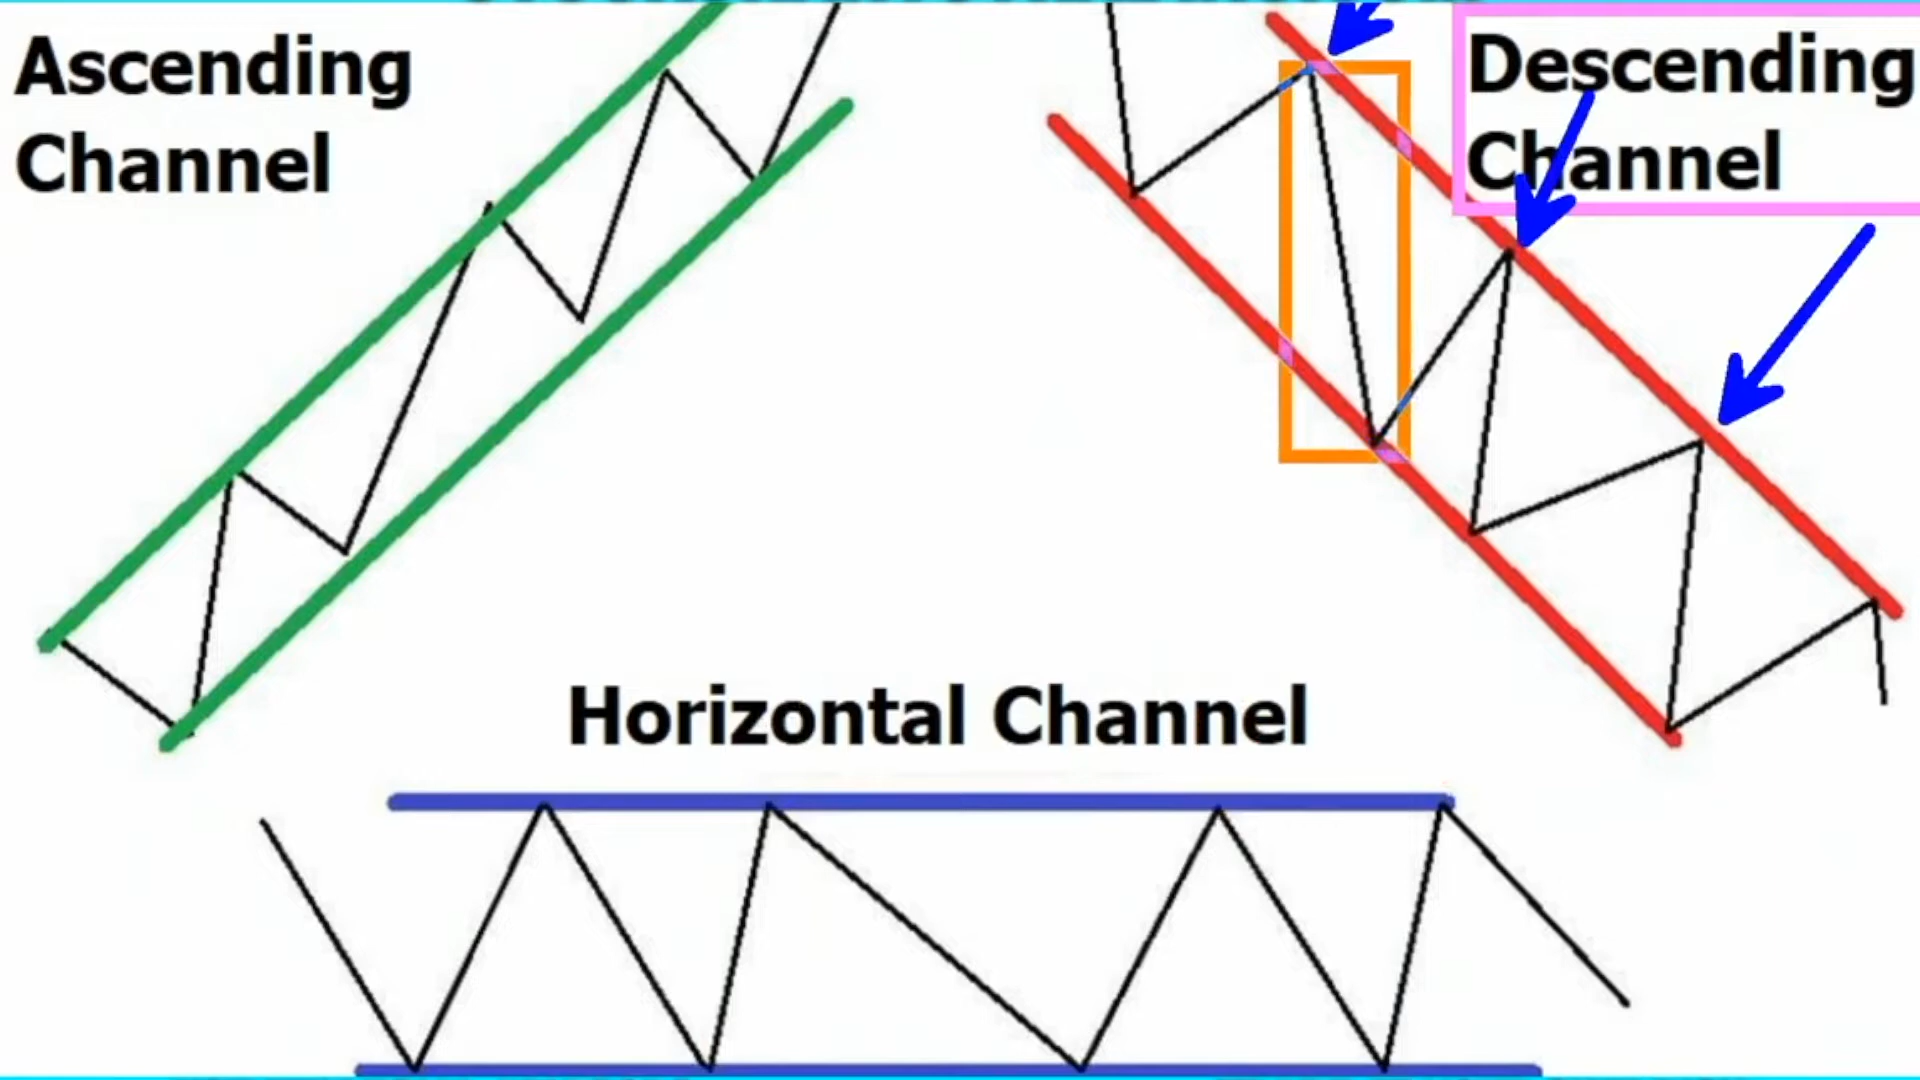 Ascending
Channel
Descending
Channel
Horizontal Channel